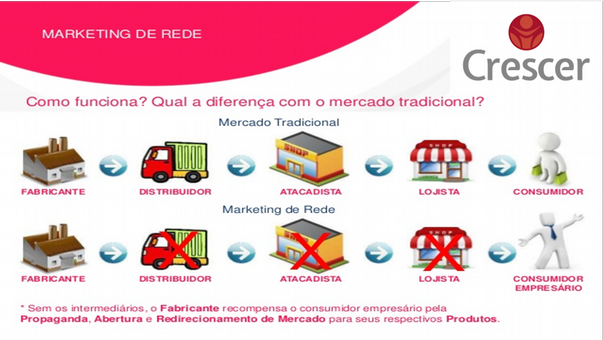 MARKETING DE REDE
Crescer
Como funciona? Qual a diferença com o mercado tradicional?
Mercado Tradicional
SHOP
SHOP
FABRICANTE DISTRIBUIDOR ATACADISTA LOJISTA CONSUMIDOR
Marketing de Rede
SHOP
SHOP
FABRICANTE DISTRIBUIDOR ATACADISTA LOJISTA CONSUMIDOR
EMPRESÁRIO
* Sem os intermediários, o Fabricante recompensa o consumidor empresário pela
Propaganda, Abertura e Redirecionamento de Mercado para seus respectivos Produtos.